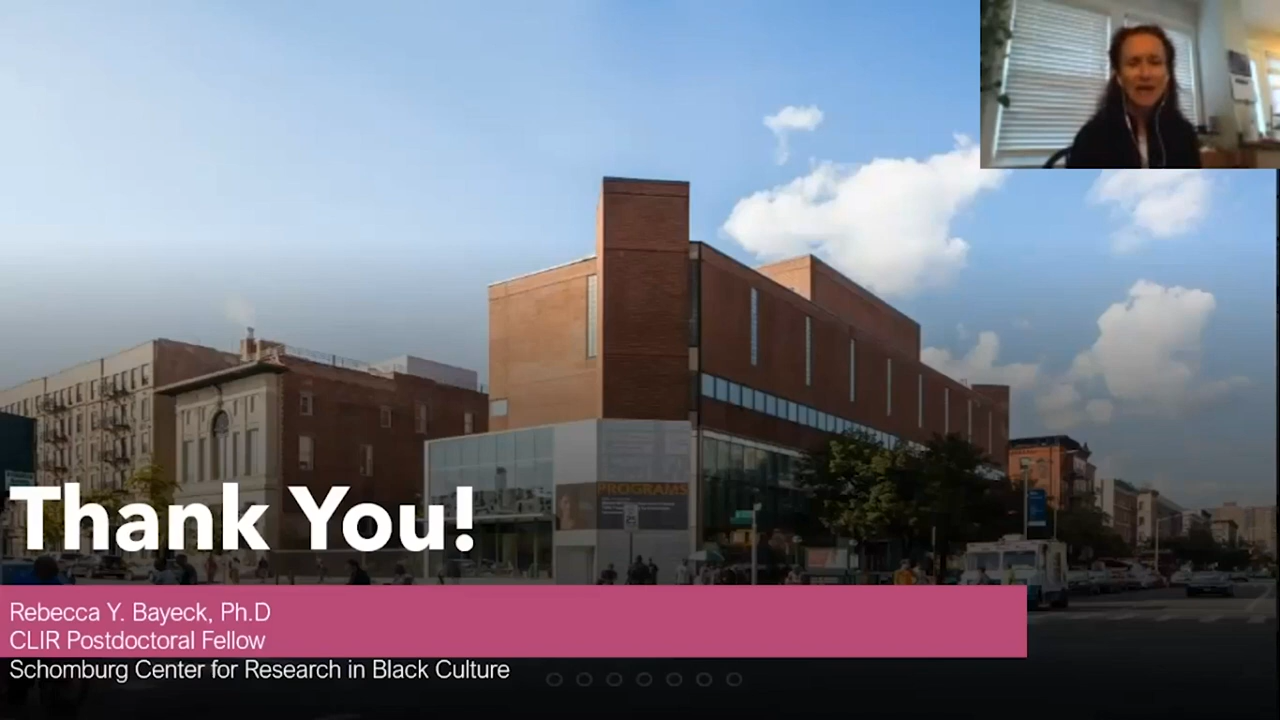 PROGRAMS
Thank You!
Rebecca Y. Bayeck, Ph.D
CLIR Postdoctoral Fellow
Schomburg Center for Research in Black Culture